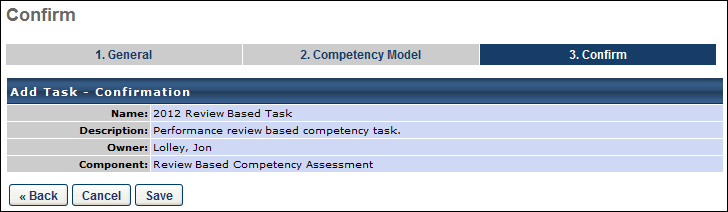 Confirm
1. General 2. Competency Model 3. Confirm
Add Task - Confirmation
Name: 2012 Review Based Task
Description: Performance review based competency task.
Owner: Lolley, Jon
Component: Review Based Competency Assessment
« Back Cancel Save